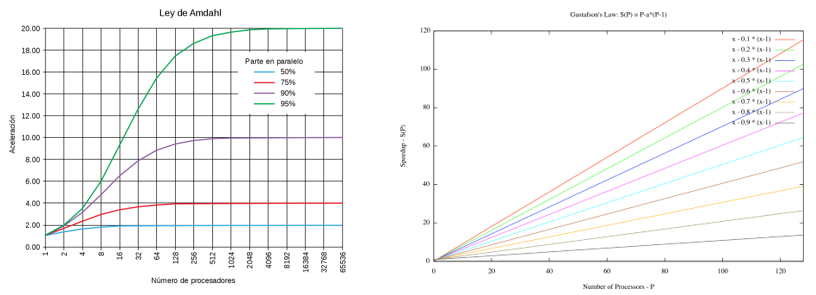 Ley de Amdahl
20.00
18.00
16.00
14.00
12.00
10.00
8.00
6.00
4.00
2.00
0.00
Aceleración
Parte en paralelo
50%
75%
90%
95%
1
2
4
8
16
32
64
128
256
512
1024
2048
4096
8192
16384
32768
65536
Número de procesadores
Gustafson's Law: S(P) = P-a*(P-1)
120
100
80
60
40
20
0
Speedup - S(P)
x - 0.1 * (x-1)
x - 0.2 * (x-1)
x - 0.3 * (x-1)
x - 0.4 * (x-1)
x - 0.5 * (x-1)
x - 0.6 * (x-1)
x - 0.7 * (x-1)
x - 0.8 * (x-1)
x - 0.9 * (x-1)
0
20
40
60
80
100
120
Number of Processors - P